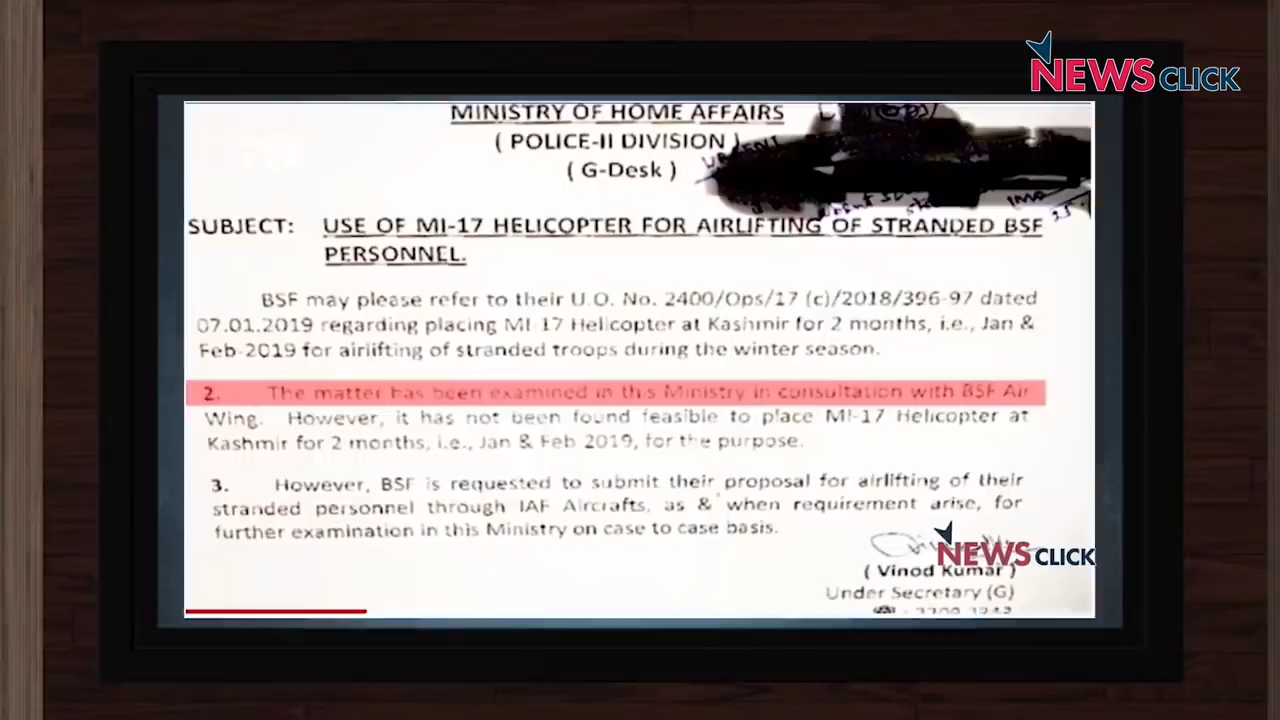 NEWS CLICK
MINISTRY OF HOME AFFAIRS
( POLICE-II DIVISION )
( G-Desk )
SUBJECT: USE OF MI-17 HELICOPTER FOR AIRLIFTING OF STRANDED BSF
PERSONNEL.
BSF may please refer to their U.O. No. 2400/Ops/17 (c)/2018/396-97 dated
07.01.2019 regarding placing MI-17 Helicopter at Kashmir for 2 months, i.e., Jan &
Feb-2019 for airlifting of stranded troops during the winter season.
2. The matter has been examined in this Ministry in consultation with BSF Air
Wing. However, it has not been found feasible to place MI-17 Helicopter at
Kashmir for 2 months, i.e., Jan & Feb 2019, for the purpose.
3. However, BSF is requested to submit their proposal for airlifting of their
stranded personnel through IAF Aircrafts, as & when requirement arise, for
further examination in this Ministry on case to case basis.
NEWS CLICK
( Vinod Kumar )
Under Secretary (G)